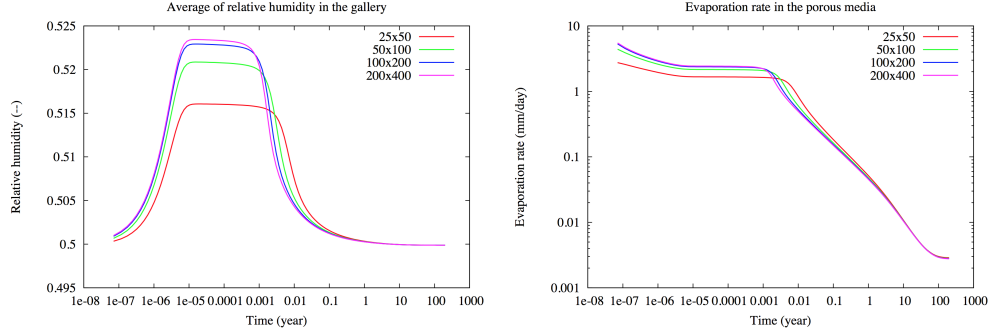 Average of relative humidity in the gallery
0.525
0.52
0.515
0.51
0.505
0.5
0.495
Relative humidity (--)
25x50
50x100
100x200
200x400
1e-08 1e-07 1e-06 1e-05 0.0001 0.001 0.01 0.1 1 10 100 1000
Time (year)
Evaporation rate in the porous media
10
1
0.1
0.01
0.001
Evaporation rate (mm/day)
25x50
50x100
100x200
200x400
1e-08 1e-07 1e-06 1e-05 0.0001 0.001 0.01 0.1 1 10 100 1000
Time (year)